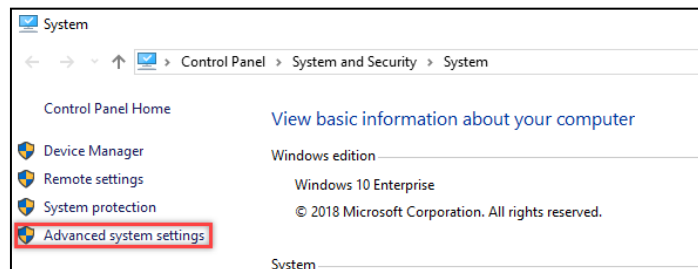 System
Control Panel > System and Security > System
Control Panel Home
View basic information about your computer
Device Manager
Windows edition
Remote settings
Windows 10 Enterprise
System protection
© 2018 Microsoft Corporation. All rights reserved.
Advanced system settings
System